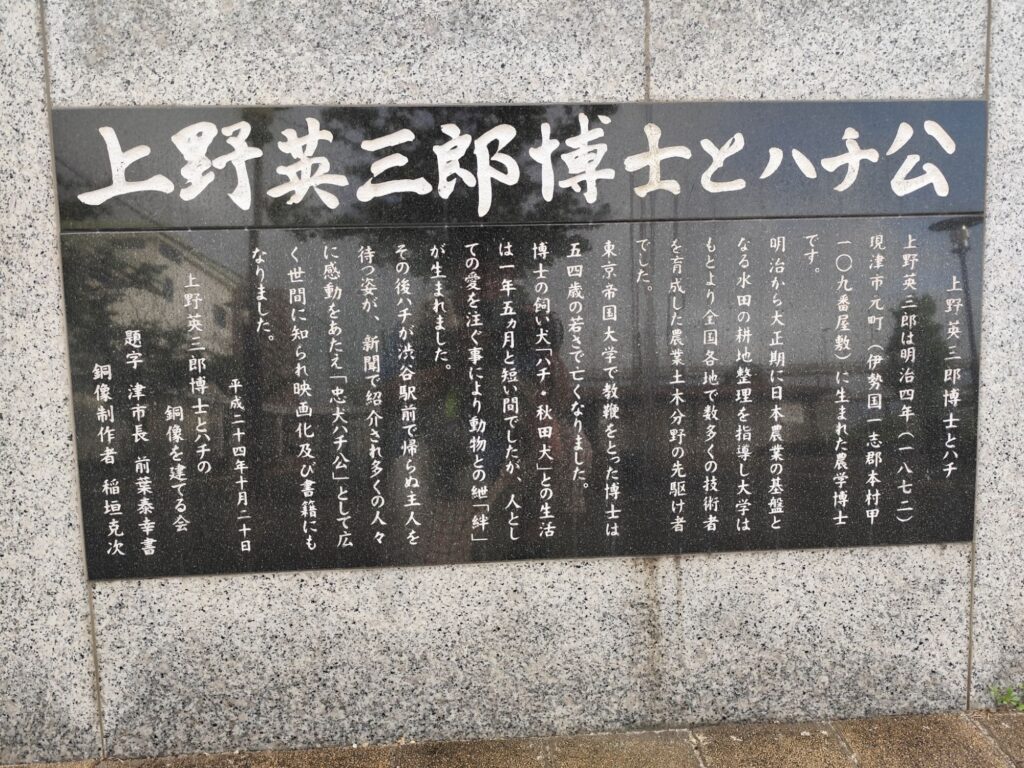 上野英三郎博士とハチ公
上野英三郎博士とハチ
上野英三郎は明治四年(一八七二)
現津市元町(伊勢国一志郡本村甲
一〇九番屋敷)に生まれた農学博士
です。
明治から大正期に日本農業の基盤と
なる水田の耕地整理を指導し大学は
もとより全国各地で数多くの技術者
を育成した農業土木分野の先駆け者
でした。
東京帝国大学で教鞭をとった博士は
五四歳の若さで亡くなりました。
博士の飼い犬「ハチ・秋田犬」との生活
は一年五ヵ月と短い間でしたが、人とし
ての愛を注ぐ事により動物との紲「絆」
が生まれました。
その後ハチが渋谷駅前で帰らぬ主人を
待つ姿が、新聞で紹介され多くの人々
に感動をあたえ「忠犬ハチ公」として広
く世間に知られ映画化及び書籍にも
なりました。
平成二十四年十月二十日
上野英三郎博士とハチの
銅像を建てる会
題字 津市長 前葉泰幸書
銅像制作者 稲垣克次